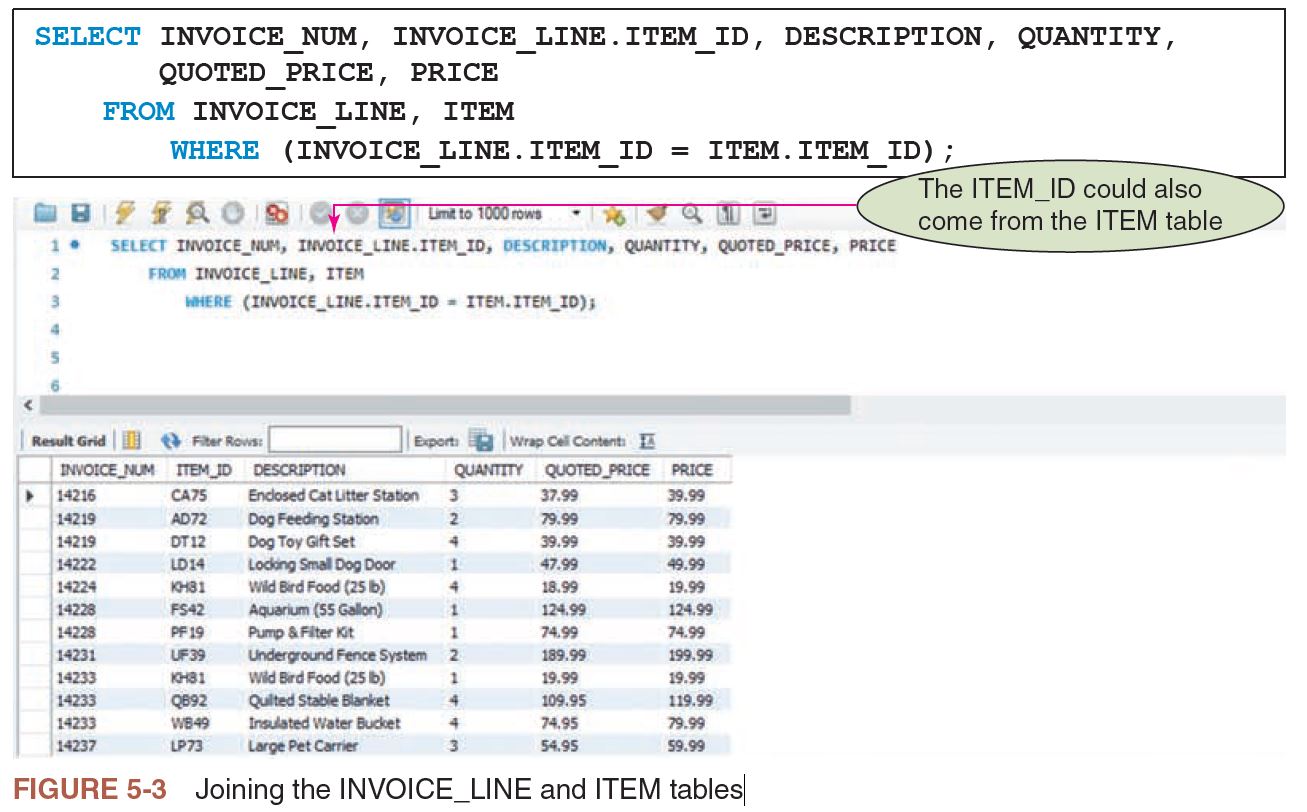 SELECT INVOICE_NUM, INVOICE_LINE.ITEM_ID, DESCRIPTION, QUANTITY,
QUOTED_PRICE, PRICE
FROM INVOICE_LINE, ITEM
WHERE (INVOICE_LINE.ITEM_ID = ITEM.ITEM_ID);
The ITEM_ID could also
come from the ITEM table
Limit to 1000 rows
1 SELECT INVOICE_NUM, INVOICE_LINE.ITEM_ID, DESCRIPTION, QUANTITY, QUOTED_PRICE, PRICE
2 FROM INVOICE_LINE, ITEM
3 WHERE (INVOICE_LINE.ITEM_ID = ITEM.ITEM_ID);
4
5
6
Result Grid Filter Rows: Export: Wrap Cell Content:
INVOICE_NUM ITEM_ID DESCRIPTION QUANTITY QUOTED_PRICE PRICE
14216 CA75 Enclosed Cat Litter Station 3 37.99 39.99
14219 AD72 Dog Feeding Station 2 79.99 79.99
14219 DT12 Dog Toy Gift Set 4 39.99 39.99
14222 LD14 Locking Small Dog Door 1 47.99 49.99
14224 KH81 Wild Bird Food (25 lb) 4 18.99 19.99
14228 FS42 Aquarium (55 Gallon) 1 124.99 124.99
14228 PF19 Pump & Filter Kit 1 74.99 74.99
14231 UF39 Underground Fence System 2 189.99 199.99
14233 KH81 Wild Bird Food (25 lb) 1 19.99 19.99
14233 QB92 Quilted Stable Blanket 4 109.95 119.99
14233 WB49 Insulated Water Bucket 4 74.95 79.99
14237 LP73 Large Pet Carrier 3 54.95 59.99
FIGURE 5-3 Joining the INVOICE_LINE and ITEM tables